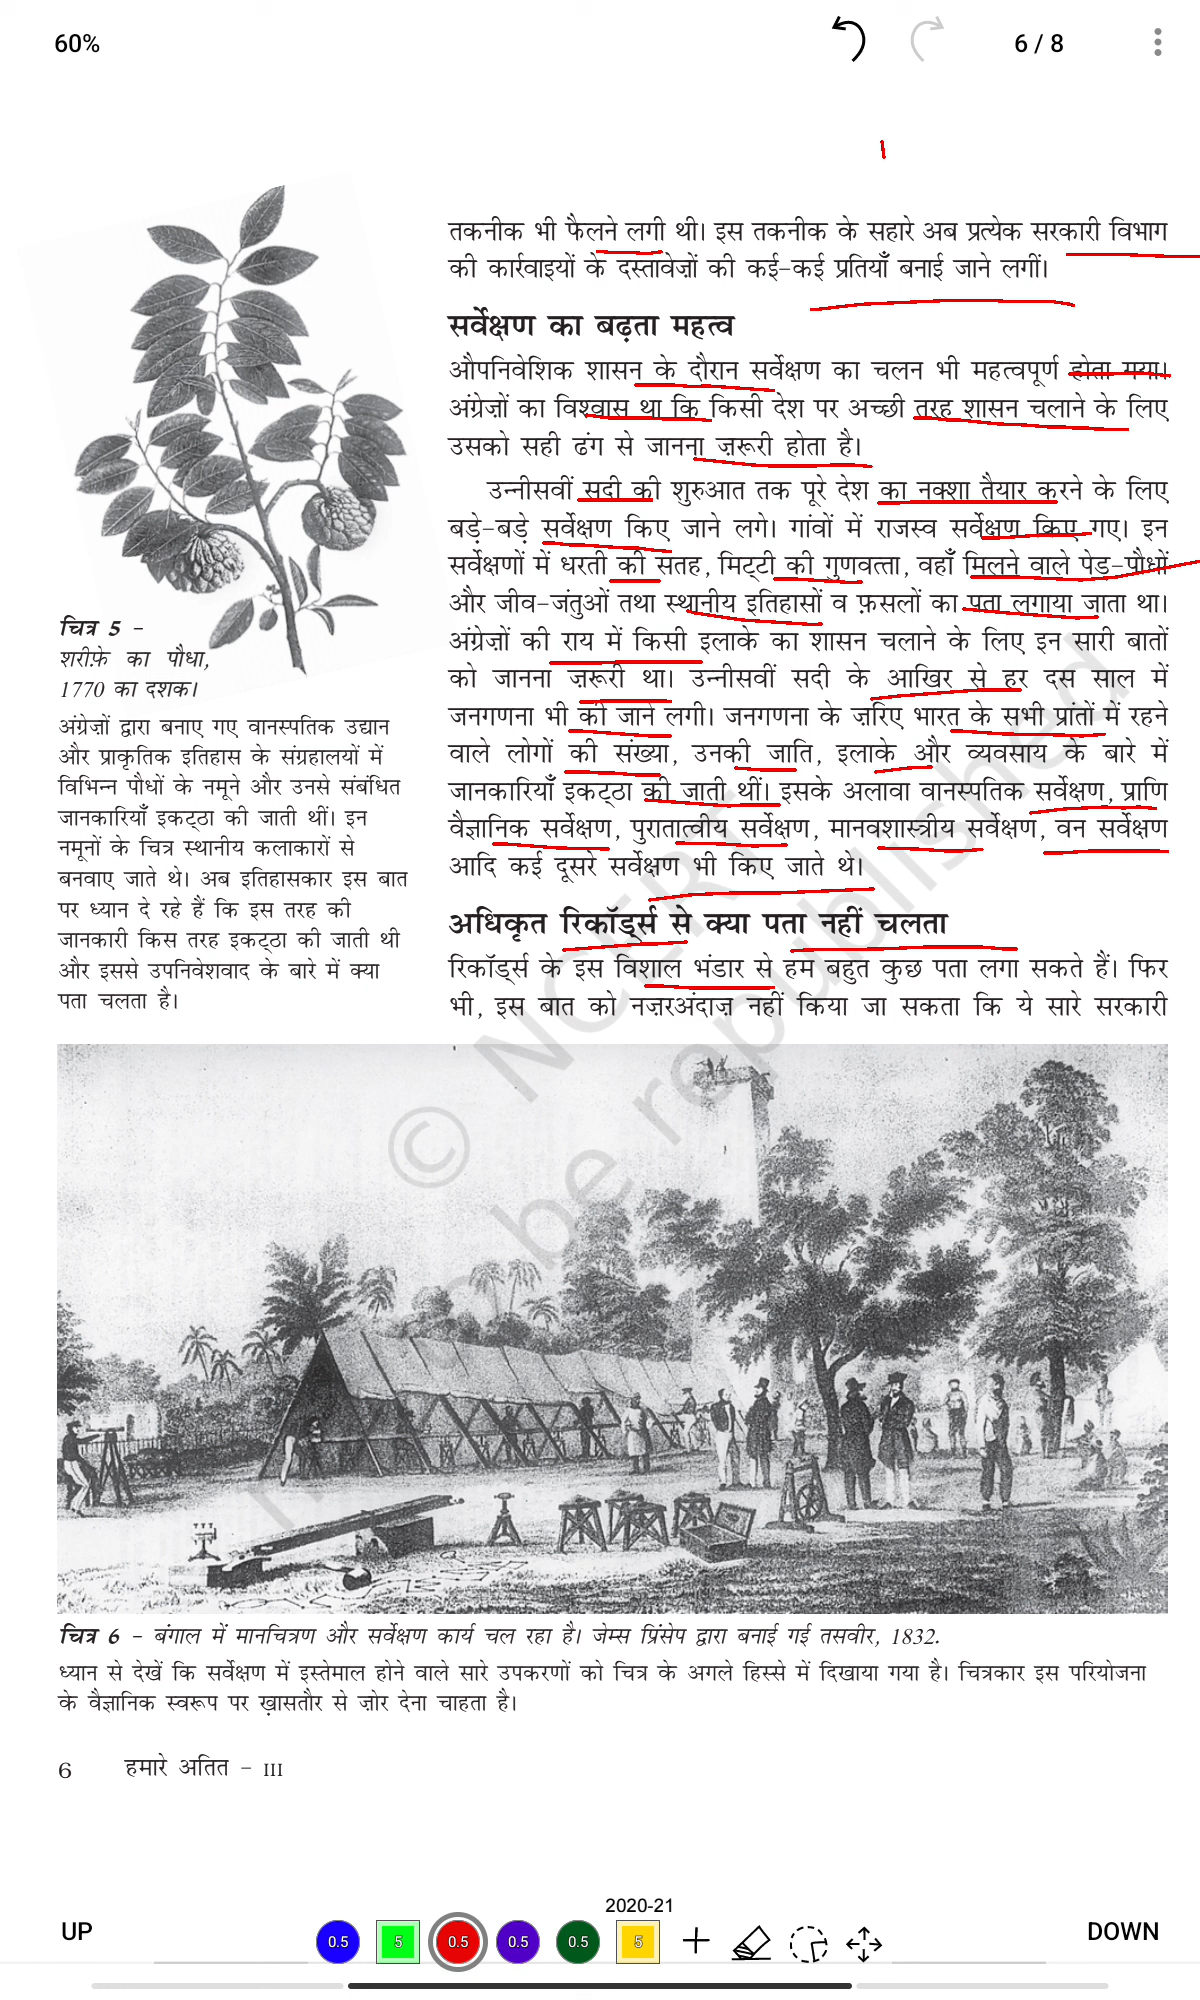 60%
6 / 8
तकनीक भी फैलने लगी थी। इस तकनीक के सहारे अब प्रत्येक सरकारी विभाग
की कार्रवाइयों के दस्तावेज़ों की कई-कई प्रतियाँ बनाई जाने लगीं।
सर्वेक्षण का बढ़ता महत्व
औपनिवेशिक शासन के दौरान सर्वेक्षण का चलन भी महत्वपूर्ण होता गया।
अंग्रेज़ों का विश्वास था कि किसी देश पर अच्छी तरह शासन चलाने के लिए
उसको सही ढंग से जानना ज़रूरी होता है।
उन्नीसवीं सदी की शुरुआत तक पूरे देश का नक्शा तैयार करने के लिए
बड़े-बड़े सर्वेक्षण किए जाने लगे। गांवों में राजस्व सर्वेक्षण किए गए। इन
सर्वेक्षणों में धरती की सतह, मिट्टी की गुणवत्ता, वहाँ मिलने वाले पेड़-पौधों
और जीव-जंतुओं तथा स्थानीय इतिहासों व फ़सलों का पता लगाया जाता था।
अंग्रेज़ों की राय में किसी इलाके का शासन चलाने के लिए इन सारी बातों
को जानना ज़रूरी था। उन्नीसवीं सदी के आखिर से हर दस साल में
जनगणना भी की जाने लगी। जनगणना के ज़रिए भारत के सभी प्रांतों में रहने
वाले लोगों की संख्या, उनकी जाति, इलाके और व्यवसाय के बारे में
जानकारियाँ इकट्ठा की जाती थीं। इसके अलावा वानस्पतिक सर्वेक्षण, प्राणि
वैज्ञानिक सर्वेक्षण, पुरातात्वीय सर्वेक्षण, मानवशास्त्रीय सर्वेक्षण, वन सर्वेक्षण
आदि कई दूसरे सर्वेक्षण भी किए जाते थे।
अधिकृत रिकॉर्ड्स से क्या पता नहीं चलता
रिकॉर्ड्स के इस विशाल भंडार से हम बहुत कुछ पता लगा सकते हैं। फिर
भी, इस बात को नज़रअंदाज़ नहीं किया जा सकता कि ये सारे सरकारी
चित्र 5 –
शरीफ़े का पौधा,
1770 का दशक।
अंग्रेज़ों द्वारा बनाए गए वानस्पतिक उद्यान
और प्राकृतिक इतिहास के संग्रहालयों में
विभिन्न पौधों के नमूने और उनसे संबंधित
जानकारियाँ इकट्ठा की जाती थीं। इन
नमूनों के चित्र स्थानीय कलाकारों से
बनवाए जाते थे। अब इतिहासकार इस बात
पर ध्यान दे रहे हैं कि इस तरह की
जानकारी किस तरह इकट्ठा की जाती थी
और इससे उपनिवेशवाद के बारे में क्या
पता चलता है।
© NCERT
be republished
चित्र 6 – बंगाल में मानचित्रण और सर्वेक्षण कार्य चल रहा है। जेम्स प्रिंसेप द्वारा बनाई गई तसवीर, 1832.
ध्यान से देखें कि सर्वेक्षण में इस्तेमाल होने वाले सारे उपकरणों को चित्र के अगले हिस्से में दिखाया गया है। चित्रकार इस परियोजना
के वैज्ञानिक स्वरूप पर ख़ासतौर से ज़ोर देना चाहता है।
6 हमारे अतित – III
2020-21
UP
0.5 5 0.5 0.5 0.5 5
DOWN